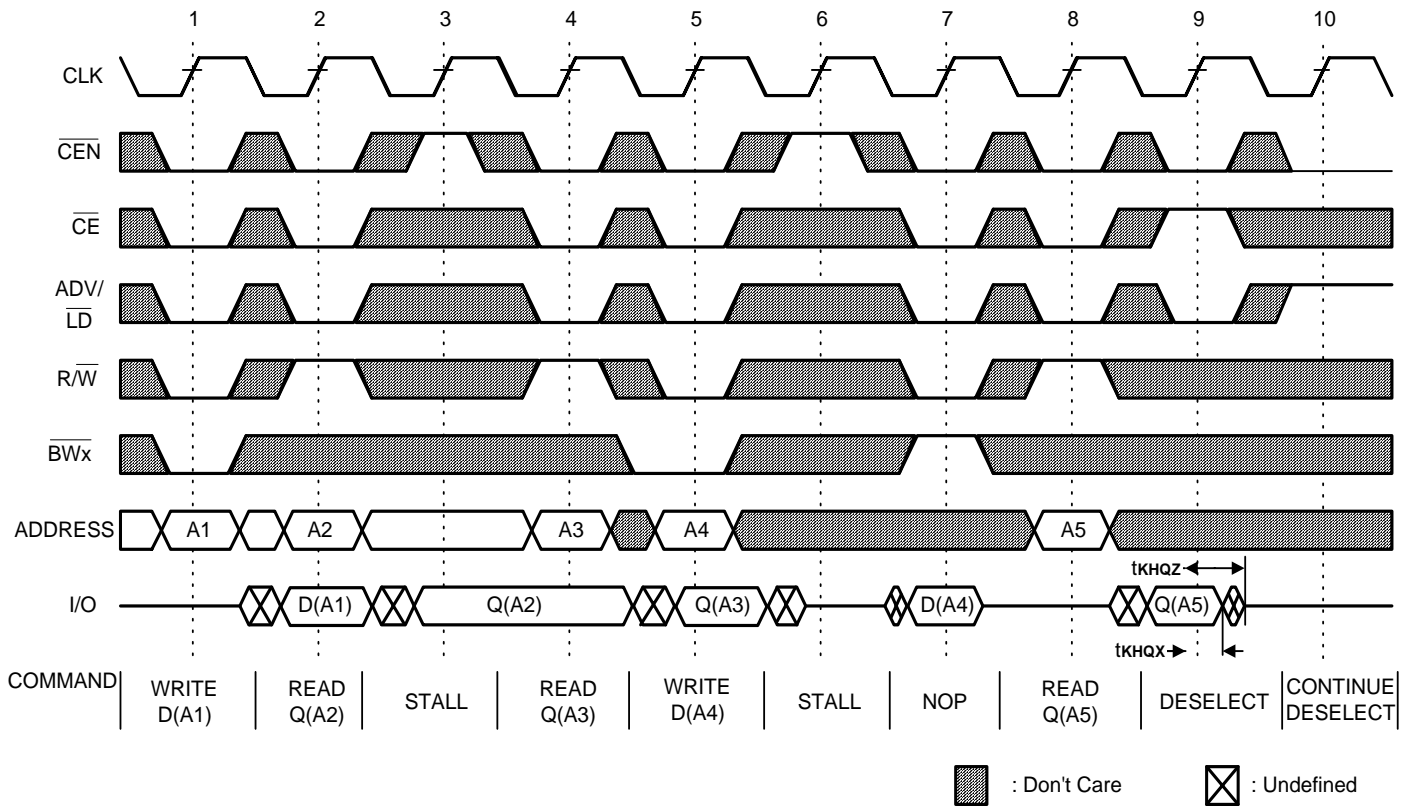 1 2 3 4 5 6 7 8 9 10
CLK
CEN
CE
ADV/
LD
R/W
BWx
ADDRESS A1 A2 A3 A4 A5
tKHQZ
I/O D(A1) Q(A2) Q(A3) D(A4) Q(A5)
tKHQX
COMMAND WRITE D(A1) READ Q(A2) STALL READ Q(A3) WRITE D(A4) STALL NOP READ Q(A5) DESELECT CONTINUE DESELECT
: Don't Care : Undefined